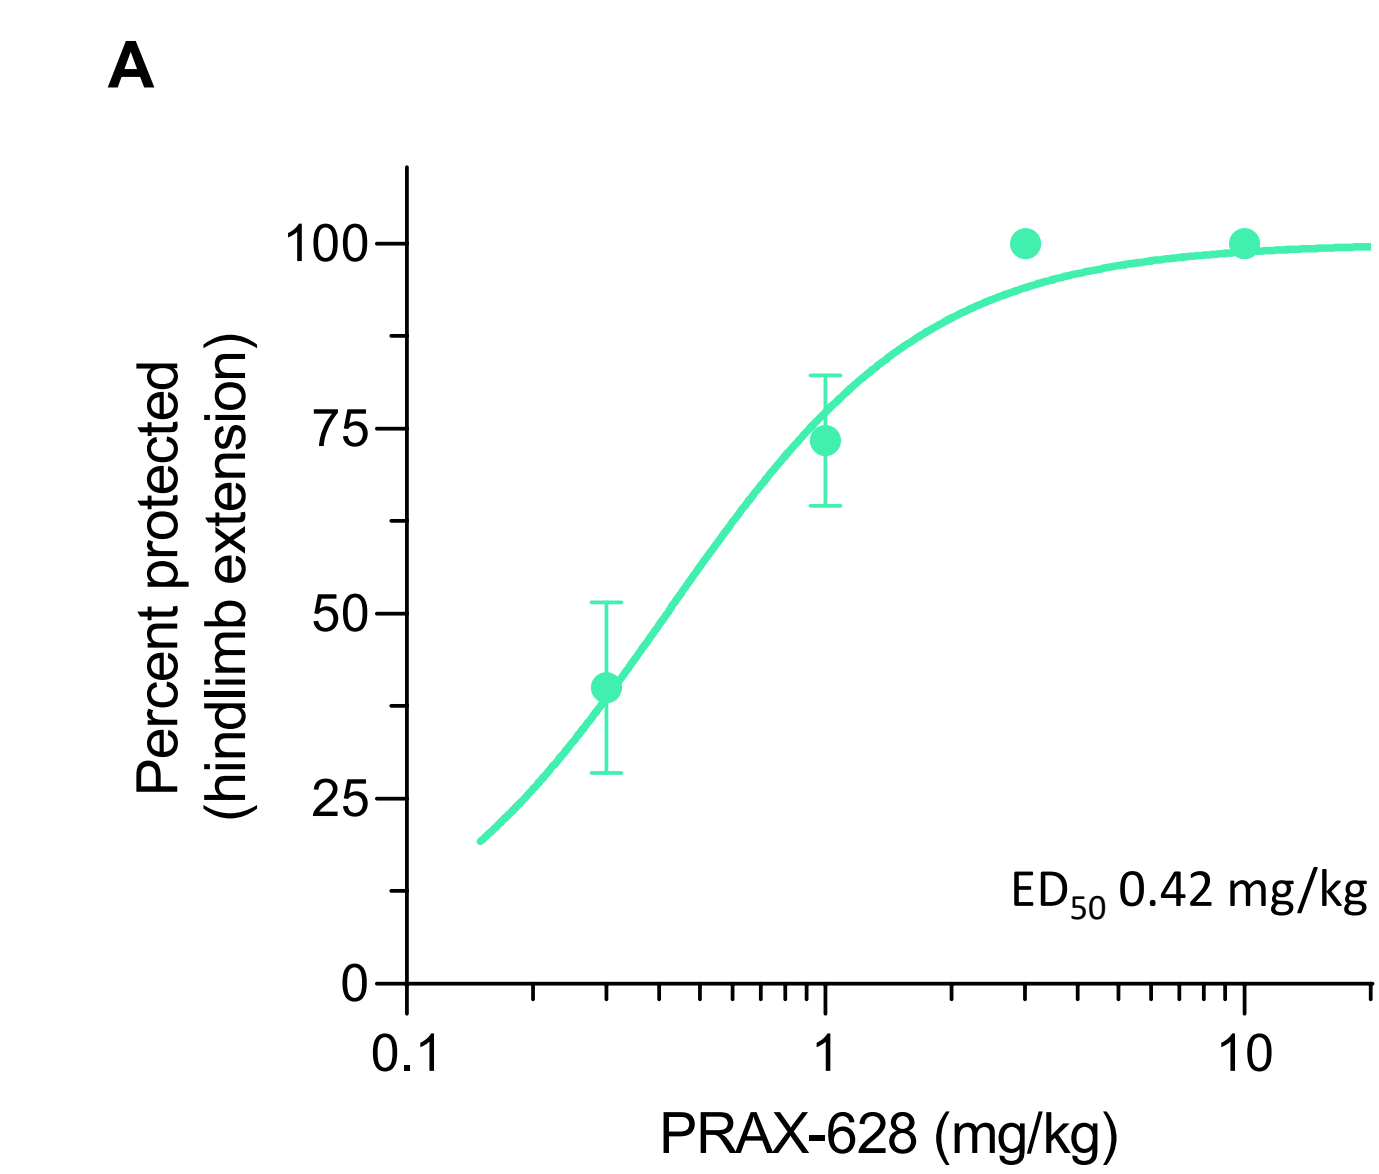 A
Percent protected
(hindlimb extension)
100
75
50
25
0
ED₅₀ 0.42 mg/kg
0.1
1
10
PRAX-628 (mg/kg)